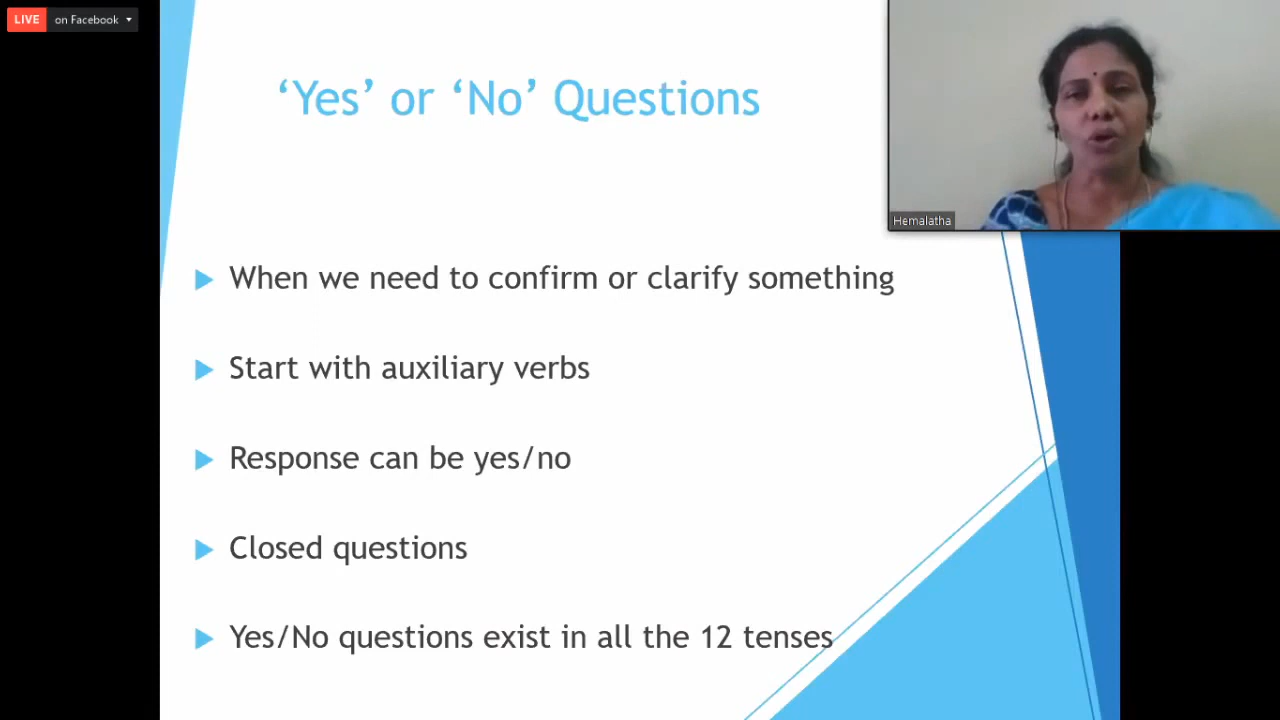 LIVE on Facebook
‘Yes’ or ‘No’ Questions
Hemalatha
When we need to confirm or clarify something
Start with auxiliary verbs
Response can be yes/no
Closed questions
Yes/No questions exist in all the 12 tenses